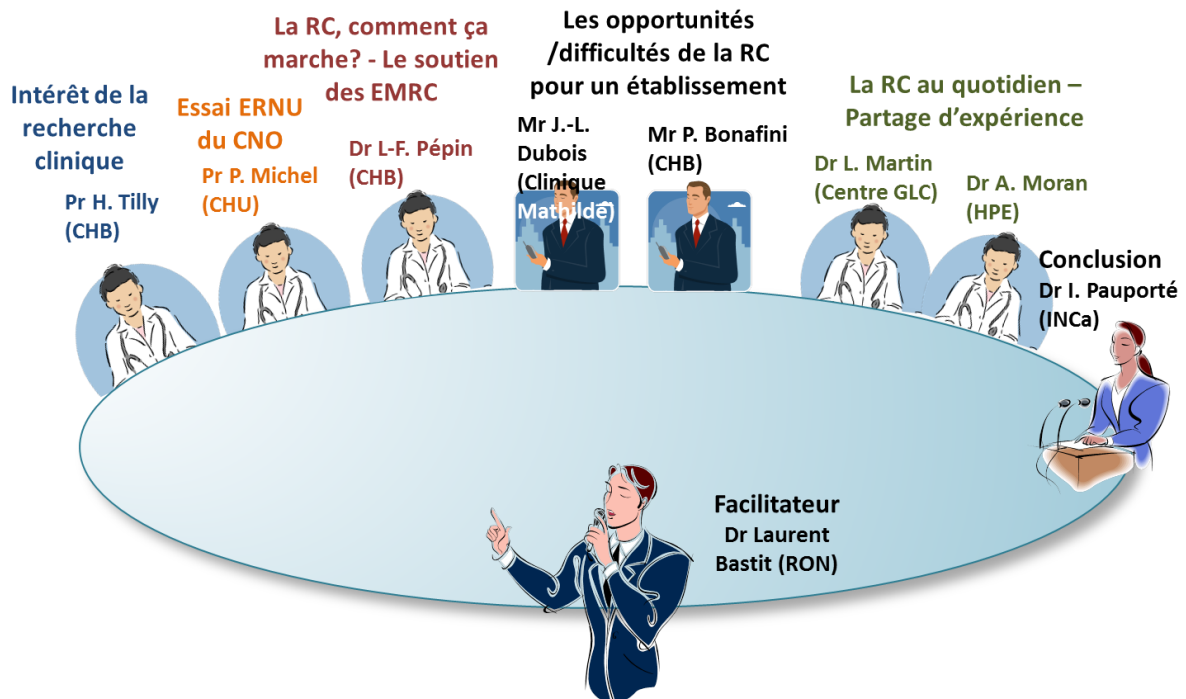 Intérêt de la
recherche
clinique
Pr H. Tilly
(CHB)
Essai ERNU
du CNO
Pr P. Michel
(CHU)
La RC, comment ça
marche? - Le soutien
des EMRC
Dr L-F. Pépin
(CHB)
Les opportunités
/difficultés de la RC
pour un établissement
Mr J.-L.
Dubois
(Clinique
Mathilde)
Mr P. Bonafini
(CHB)
La RC au quotidien –
Partage d’expérience
Dr L. Martin
(Centre GLC)
Dr A. Moran
(HPE)
Conclusion
Dr I. Pauporté
(INCa)
Facilitateur
Dr Laurent
Bastit (RON)